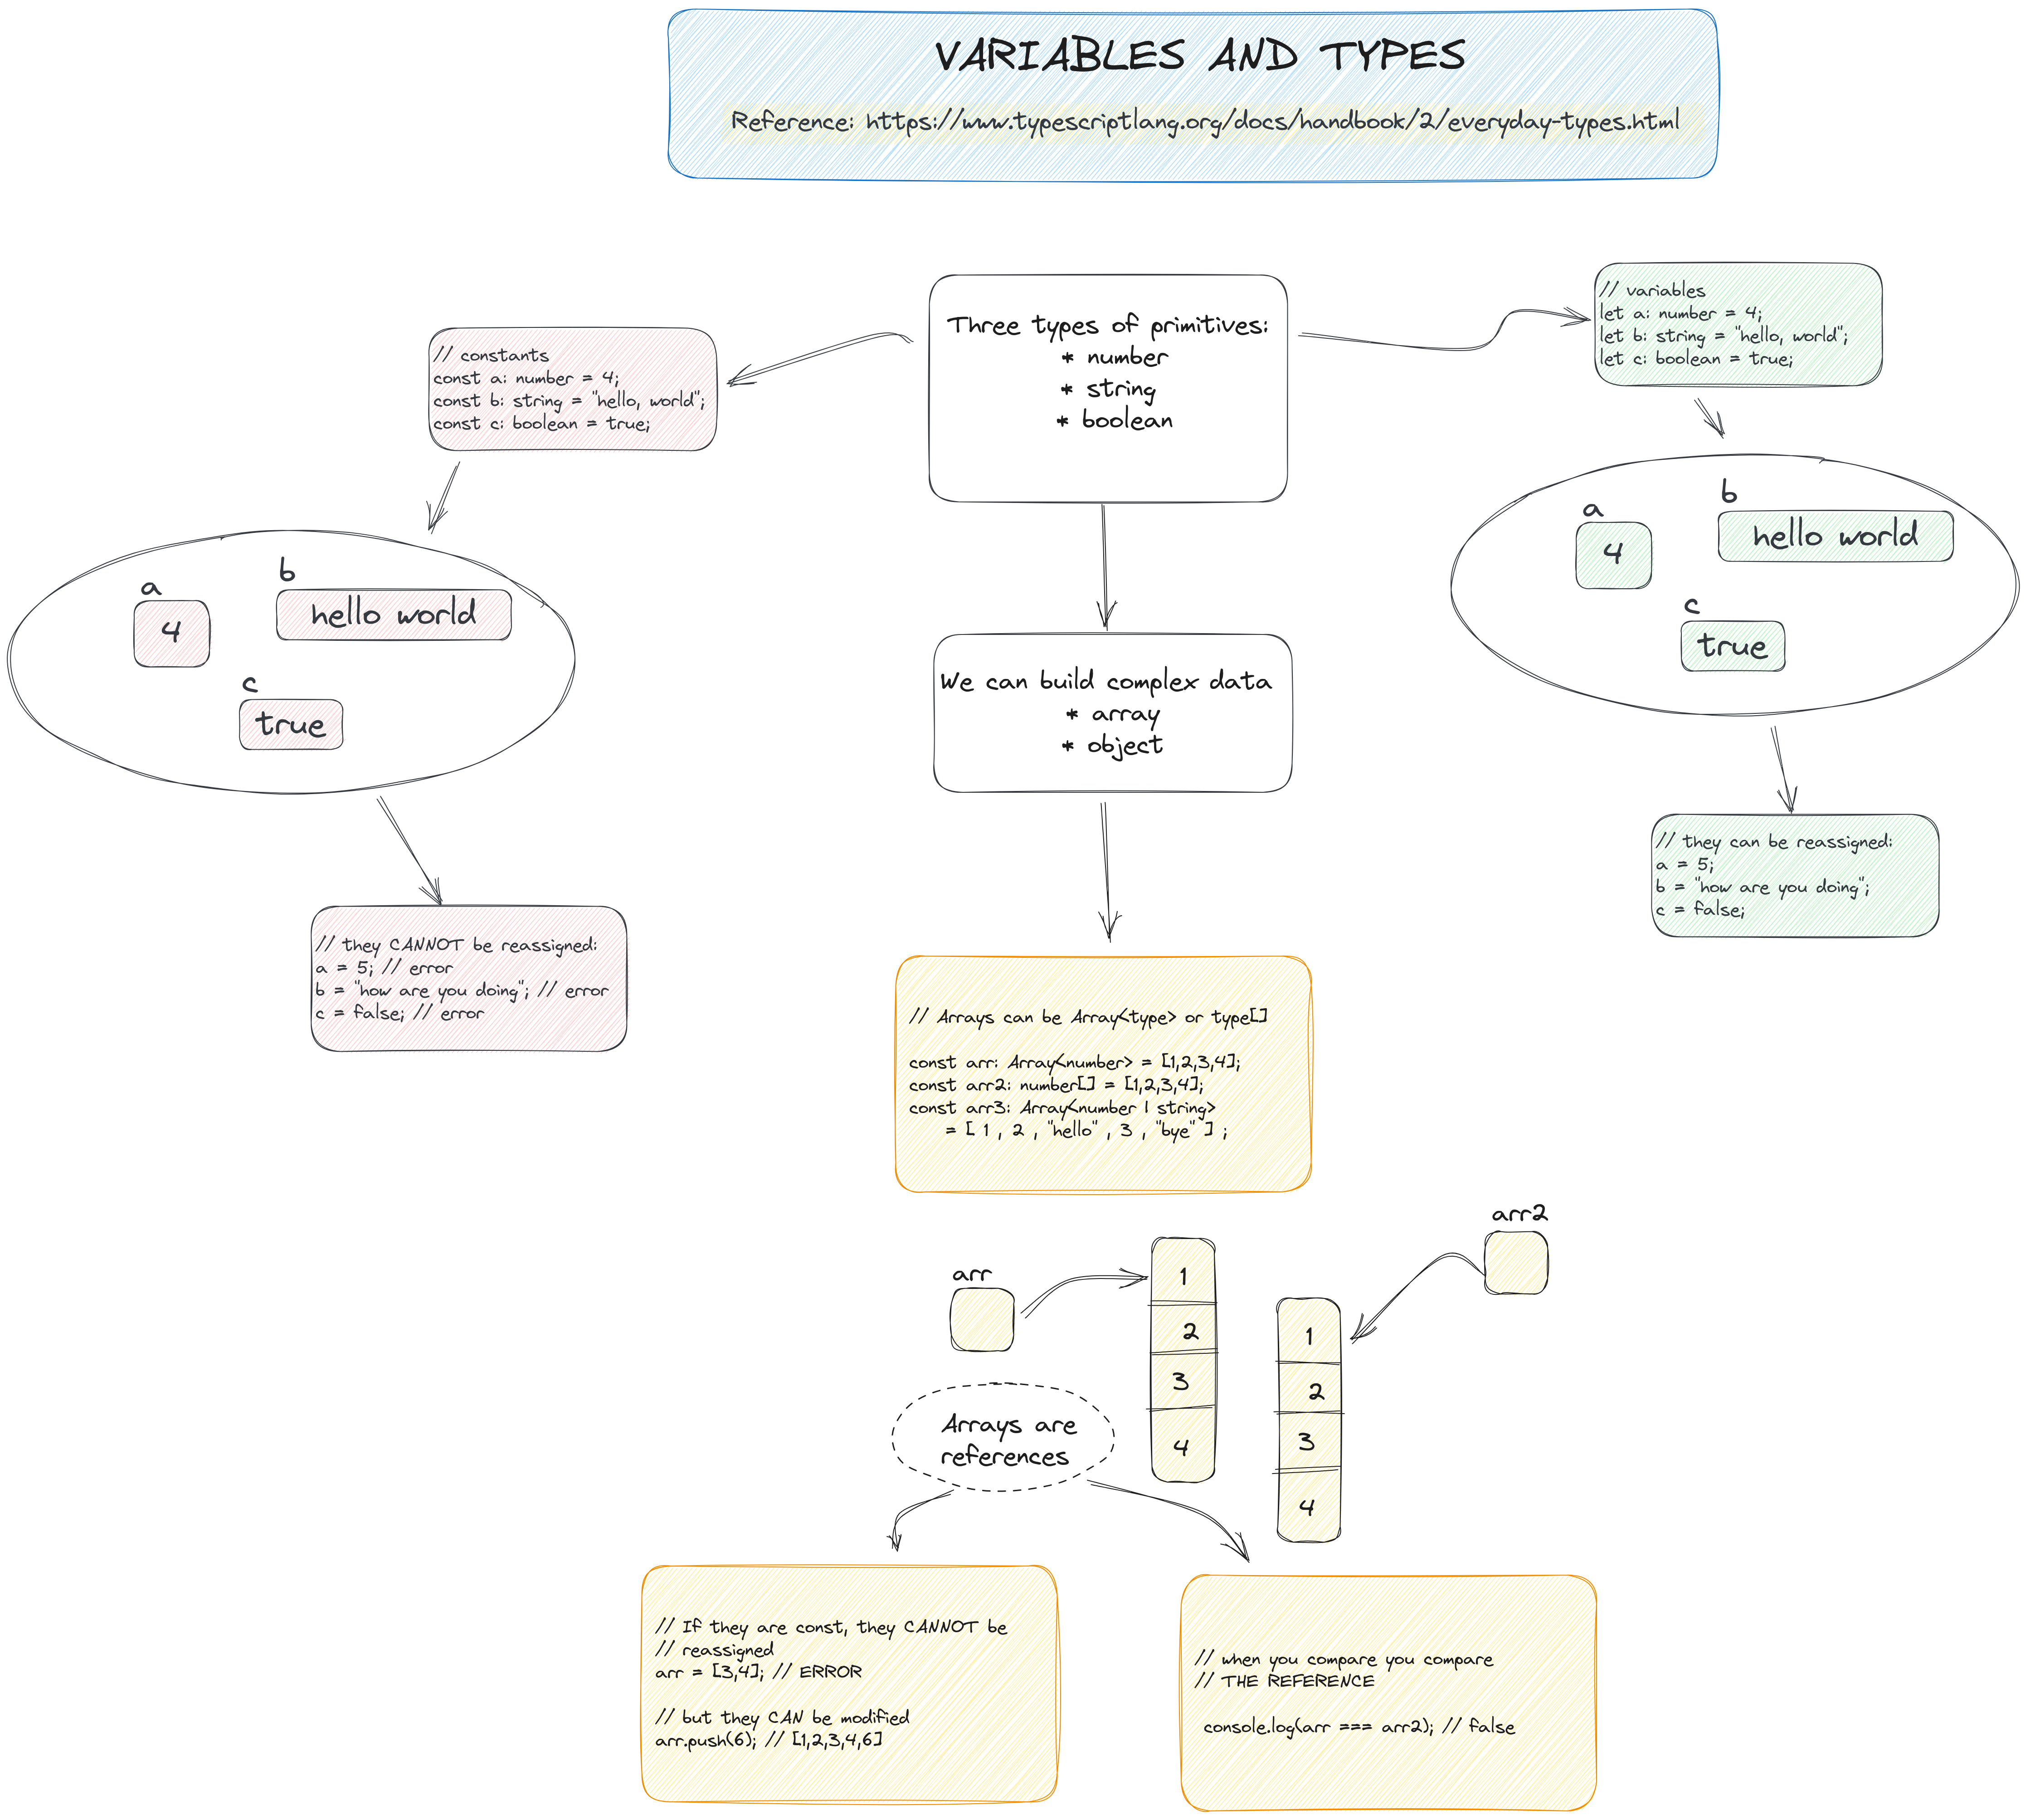 VARIABLES AND TYPES
Reference: https://www.typescriptlang.org/docs/handbook/2/everyday-types.html
Three types of primitives:
* number
* string
* boolean
// constants
const a: number = 4;
const b: string = "hello, world";
const c: boolean = true;
a
4
b
hello world
c
true
// they CANNOT be reassigned:
a = 5; // error
b = "how are you doing"; // error
c = false; // error
// variables
let a: number = 4;
let b: string = "hello, world";
let c: boolean = true;
a
4
b
hello world
c
true
// they can be reassigned:
a = 5;
b = "how are you doing";
c = false;
We can build complex data
* array
* object
// Arrays can be Array<type> or type[]
const arr: Array<number> = [1,2,3,4];
const arr2: number[] = [1,2,3,4];
const arr3: Array<number | string>
= [ 1 , 2 , "hello" , 3 , "bye" ] ;
arr
1
2
3
4
arr2
1
2
3
4
Arrays are
references
// If they are const, they CANNOT be
// reassigned
arr = [3,4]; // ERROR
// but they CAN be modified
arr.push(6); // [1,2,3,4,6]
// when you compare you compare
// THE REFERENCE
console.log(arr === arr2); // false